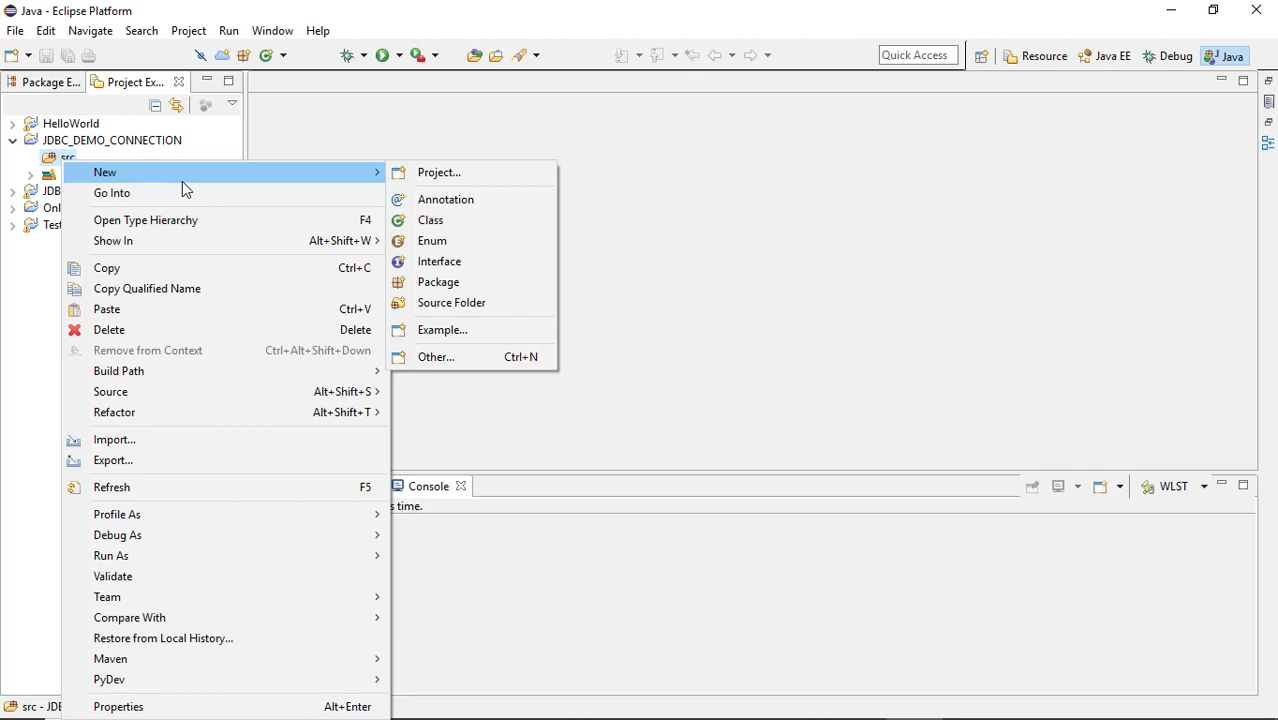 Java - Eclipse Platform
File Edit Navigate Search Project Run Window Help
Quick Access Resource Java EE Debug Java
Package E... Project Ex...
HelloWorld
JDBC_DEMO_CONNECTION
src
JDB
Onl
Test
New
Go Into
Open Type Hierarchy F4
Show In Alt+Shift+W
Copy Ctrl+C
Copy Qualified Name
Paste Ctrl+V
Delete Delete
Remove from Context Ctrl+Alt+Shift+Down
Build Path
Source Alt+Shift+S
Refactor Alt+Shift+T
Import...
Export...
Refresh F5
Profile As
Debug As
Run As
Validate
Team
Compare With
Restore from Local History...
Maven
PyDev
Properties Alt+Enter
Project...
Annotation
Class
Enum
Interface
Package
Source Folder
Example...
Other... Ctrl+N
Console WLST
s time.
src - JDB